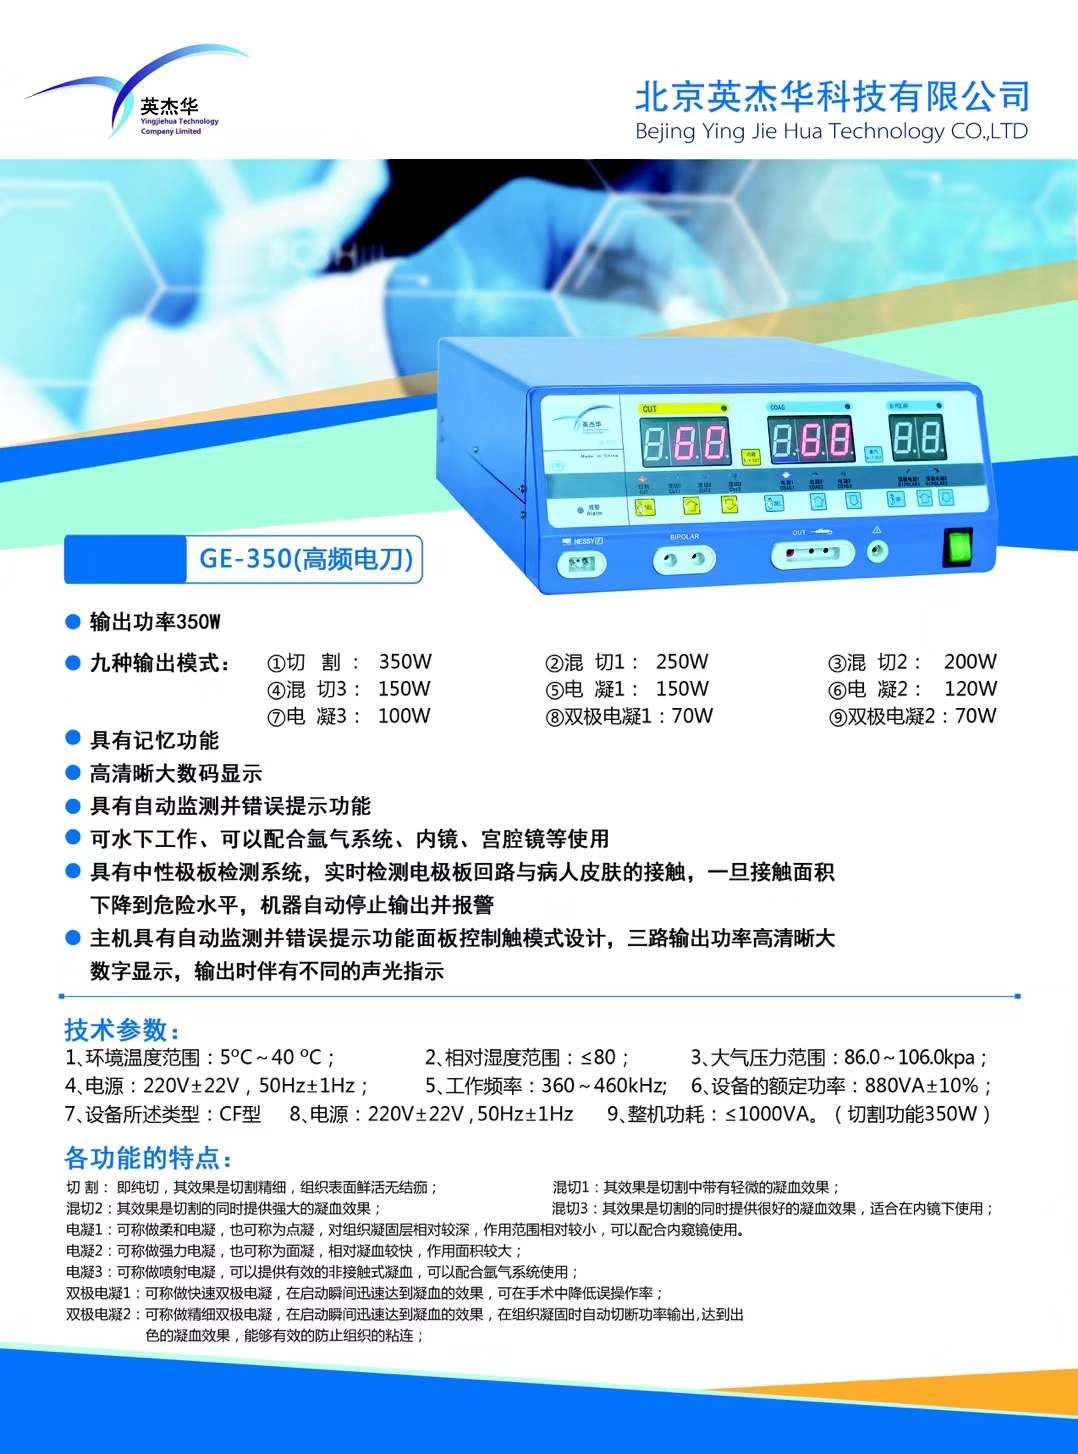 英杰华
Yingjiehua Technology
Company Limited
北京英杰华科技有限公司
Bejing Ying Jie Hua Technology CO.,LTD
CUT
COAG
BIPOLAR
英杰华
8.60
8.60
8.8
Made in China
报警
Alarm
SEL
SEL
NESSY
BIPOLAR
OUT
GE-350(高频电刀)
输出功率350W
九种输出模式： ①切 割 ： 350W ②混 切1： 250W ③混 切2： 200W
④混 切3： 150W ⑤电 凝1： 150W ⑥电 凝2： 120W
⑦电 凝3： 100W ⑧双极电凝1：70W ⑨双极电凝2：70W
具有记忆功能
高清晰大数码显示
具有自动监测并错误提示功能
可水下工作、可以配合氩气系统、内镜、宫腔镜等使用
具有中性极板检测系统，实时检测电极板回路与病人皮肤的接触，一旦接触面积
下降到危险水平，机器自动停止输出并报警
主机具有自动监测并错误提示功能面板控制触模式设计，三路输出功率高清晰大
数字显示，输出时伴有不同的声光指示
技术参数：
1、环境温度范围：5ºC～40 ºC； 2、相对湿度范围：≤80； 3、大气压力范围：86.0～106.0kpa；
4、电源：220V±22V，50Hz±1Hz； 5、工作频率：360～460kHz; 6、设备的额定功率：880VA±10%；
7、设备所述类型：CF型 8、电源：220V±22V,50Hz±1Hz 9、整机功耗：≤1000VA。（切割功能350W）
各功能的特点：
切 割： 即纯切，其效果是切割精细，组织表面鲜活无结痂； 混切1：其效果是切割中带有轻微的凝血效果；
混切2：其效果是切割的同时提供强大的凝血效果； 混切3：其效果是切割的同时提供很好的凝血效果，适合在内镜下使用；
电凝1：可称做柔和电凝，也可称为点凝，对组织凝固层相对较深，作用范围相对较小，可以配合内窥镜使用。
电凝2：可称做强力电凝，也可称为面凝，相对凝血较快，作用面积较大；
电凝3：可称做喷射电凝，可以提供有效的非接触式凝血，可以配合氩气系统使用；
双极电凝1：可称做快速双极电凝，在启动瞬间迅速达到凝血的效果，可在手术中降低误操作率；
双极电凝2：可称做精细双极电凝，在启动瞬间迅速达到凝血的效果，在组织凝固时自动切断功率输出,达到出
色的凝血效果，能够有效的防止组织的粘连；